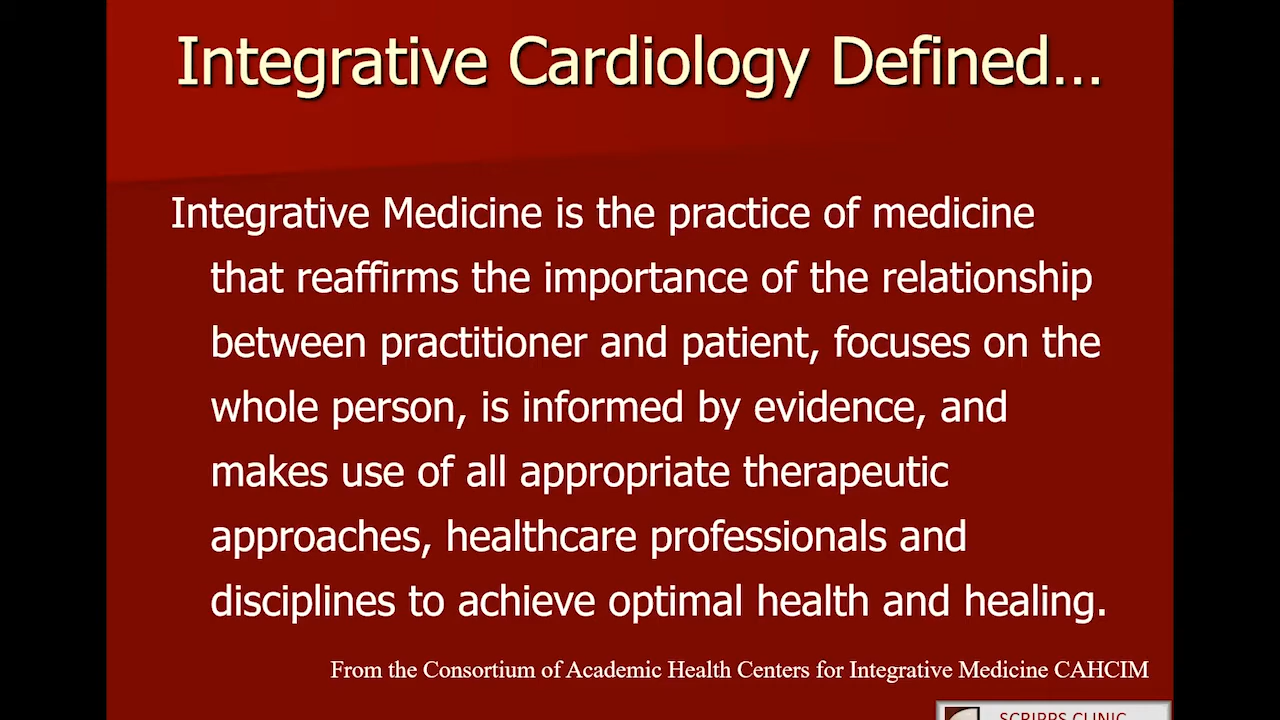 Integrative Cardiology Defined...
Integrative Medicine is the practice of medicine
that reaffirms the importance of the relationship
between practitioner and patient, focuses on the
whole person, is informed by evidence, and
makes use of all appropriate therapeutic
approaches, healthcare professionals and
disciplines to achieve optimal health and healing.
From the Consortium of Academic Health Centers for Integrative Medicine CAHCIM
SCRIPPS CLINIC